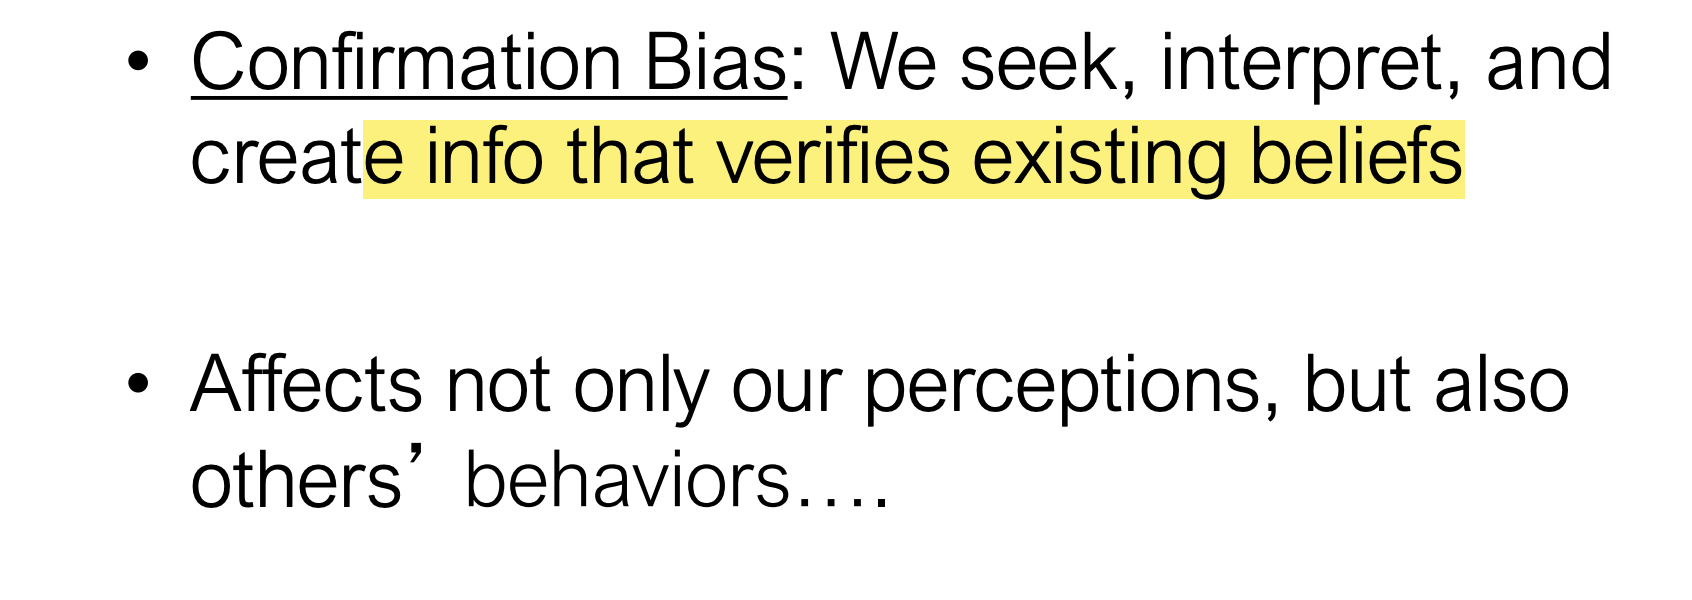 • Confirmation Bias: We seek, interpret, and
create info that verifies existing beliefs
• Affects not only our perceptions, but also
others’ behaviors….